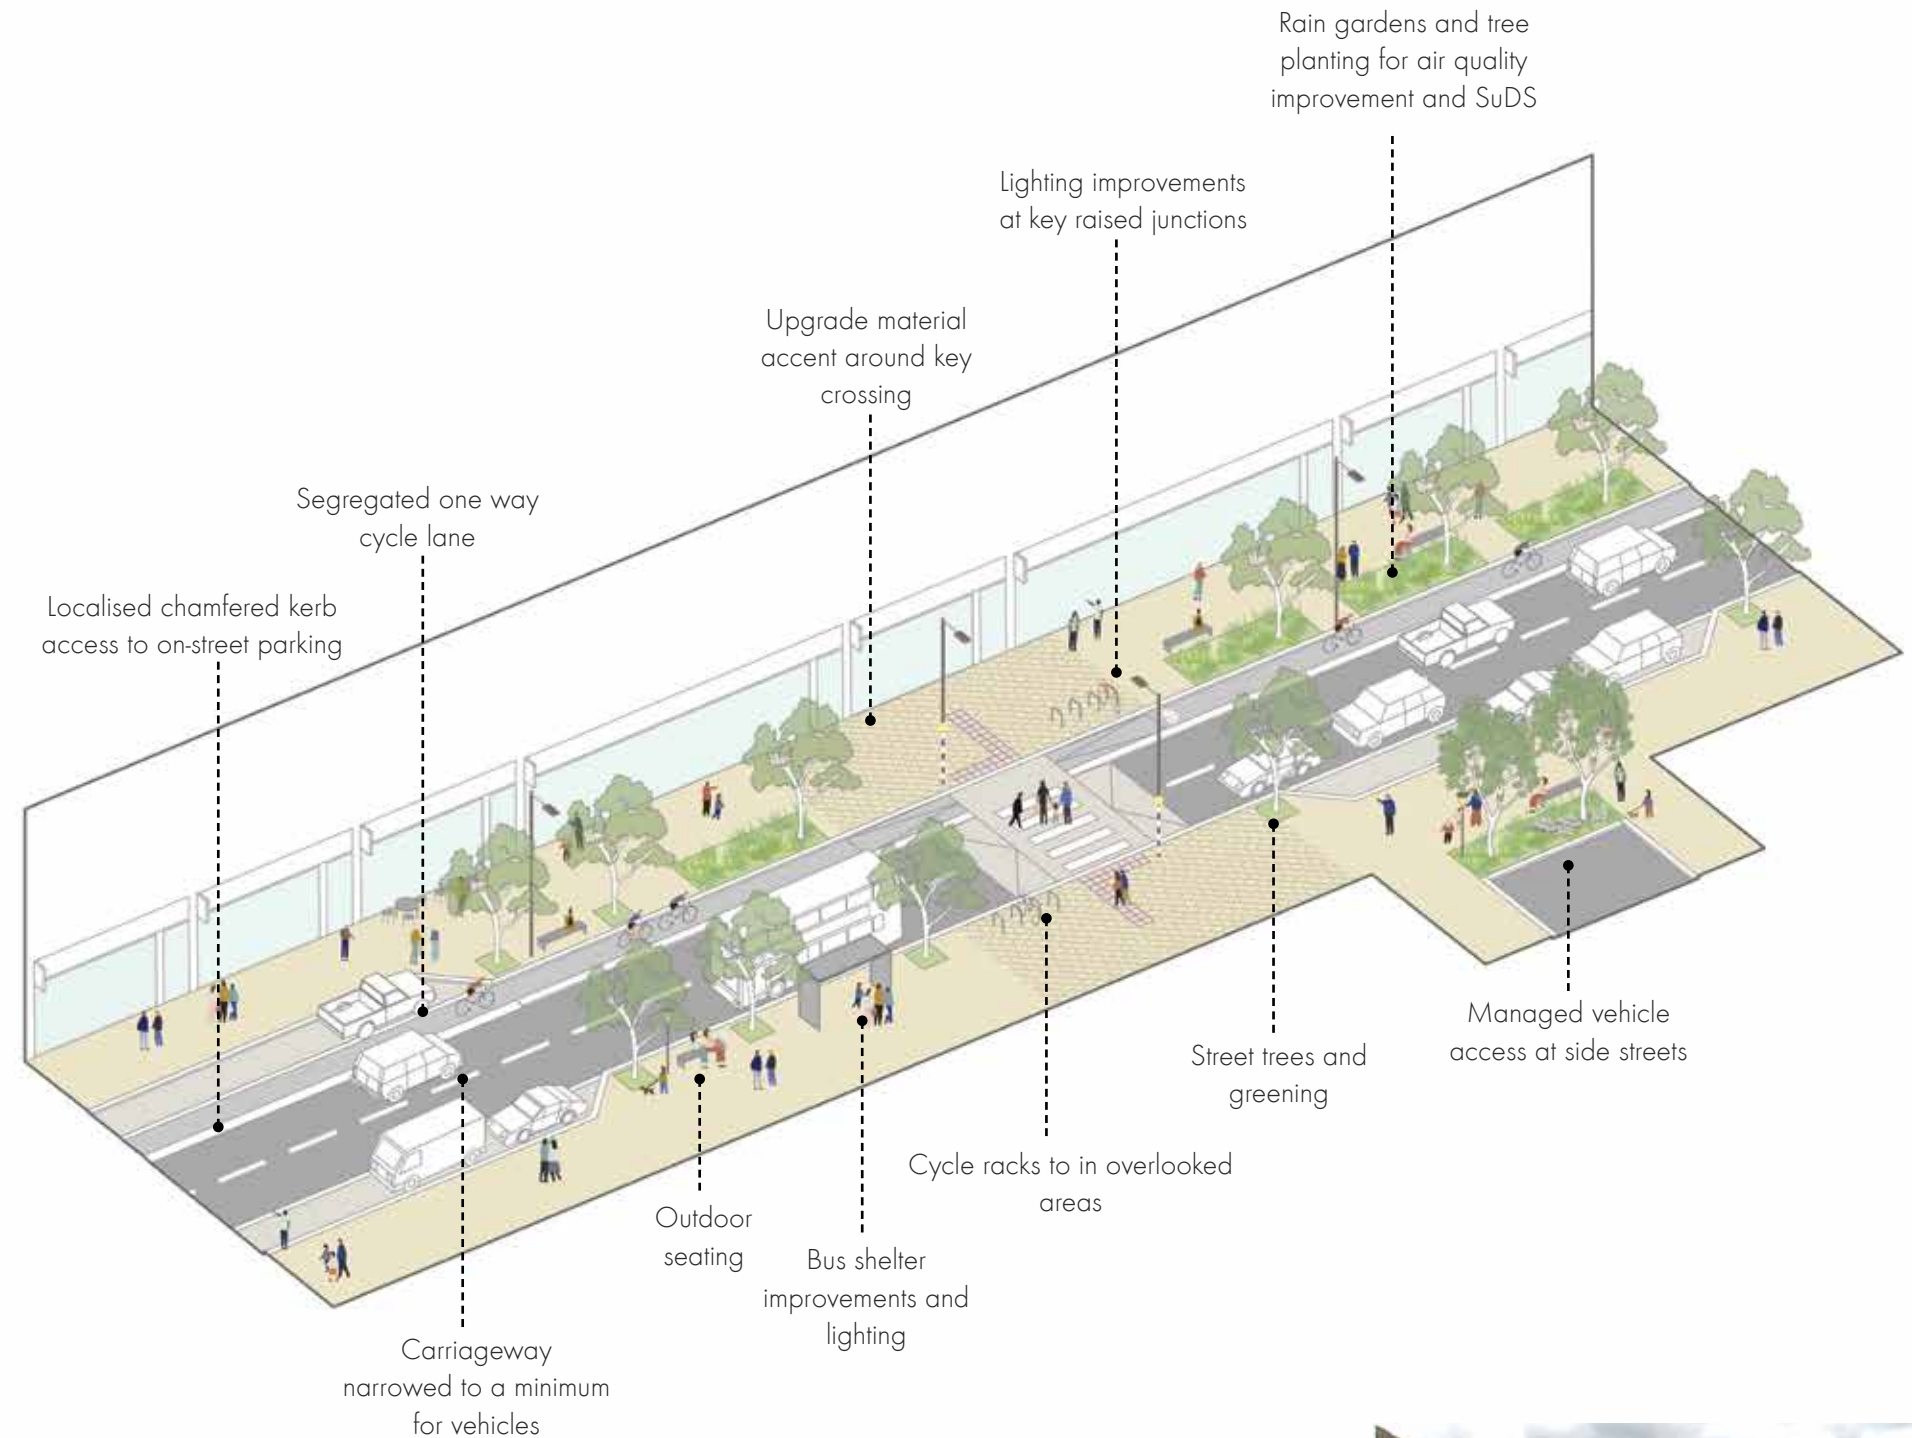 Rain gardens and tree
planting for air quality
improvement and SuDS
Lighting improvements
at key raised junctions
Upgrade material
accent around key
crossing
Segregated one way
cycle lane
Localised chamfered kerb
access to on-street parking
Managed vehicle
access at side streets
Street trees and
greening
Cycle racks to in overlooked
areas
Outdoor
seating
Bus shelter
improvements and
lighting
Carriageway
narrowed to a minimum
for vehicles